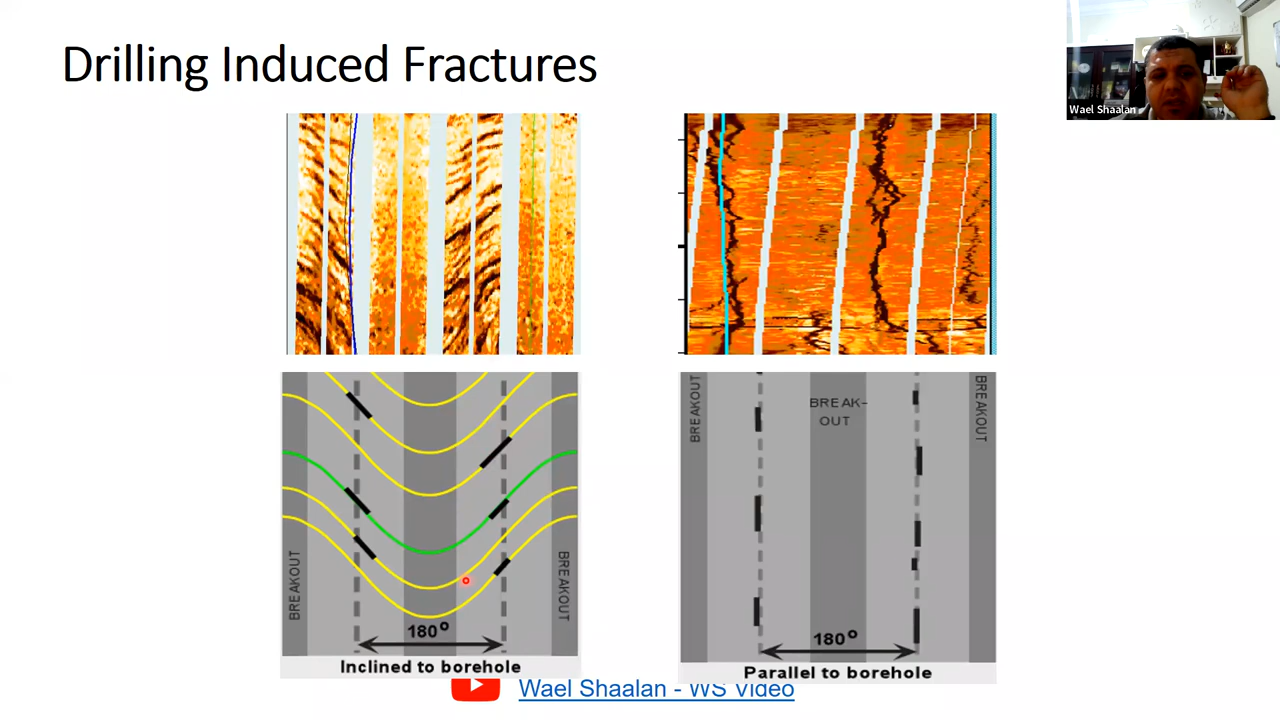 Drilling Induced Fractures
Wael Shaalan
BREAKOUT
BREAKOUT
180°
Inclined to borehole
BREAKOUT
BREAK-
OUT
BREAKOUT
180°
Parallel to borehole
Wael Shaalan - WS Video